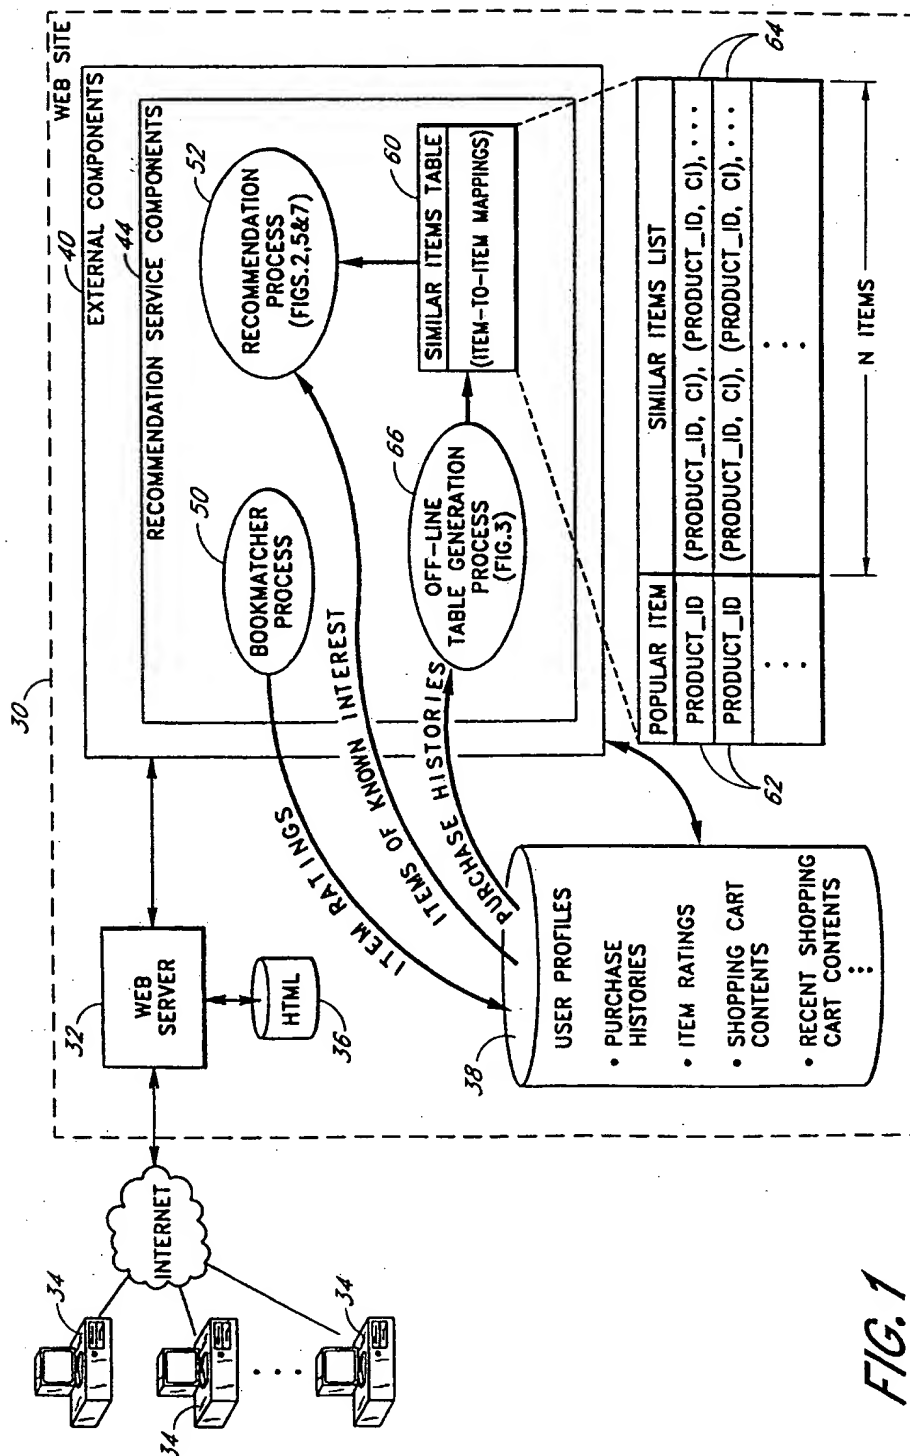 30
WEB SITE
40
EXTERNAL COMPONENTS
44
RECOMMENDATION SERVICE COMPONENTS
50
BOOKMATCHER
PROCESS
52
RECOMMENDATION
PROCESS
(FIGS.2,5&7)
60
SIMILAR ITEMS TABLE
(ITEM-TO-ITEM MAPPINGS)
66
OFF-LINE
TABLE GENERATION
PROCESS
(FIG.3)
ITEM RATINGS
ITEMS OF KNOWN INTEREST
PURCHASE HISTORIES
34
34
34
INTERNET
32
WEB
SERVER
HTML
36
38
USER PROFILES
• PURCHASE
HISTORIES
• ITEM RATINGS
• SHOPPING CART
CONTENTS
• RECENT SHOPPING
CART CONTENTS
POPULAR ITEM
SIMILAR ITEMS LIST
PRODUCT_ID
(PRODUCT_ID, CI), (PRODUCT_ID, CI), ...
PRODUCT_ID
(PRODUCT_ID, CI), (PRODUCT_ID, CI), ...
...
...
62
64
N ITEMS
FIG. 1